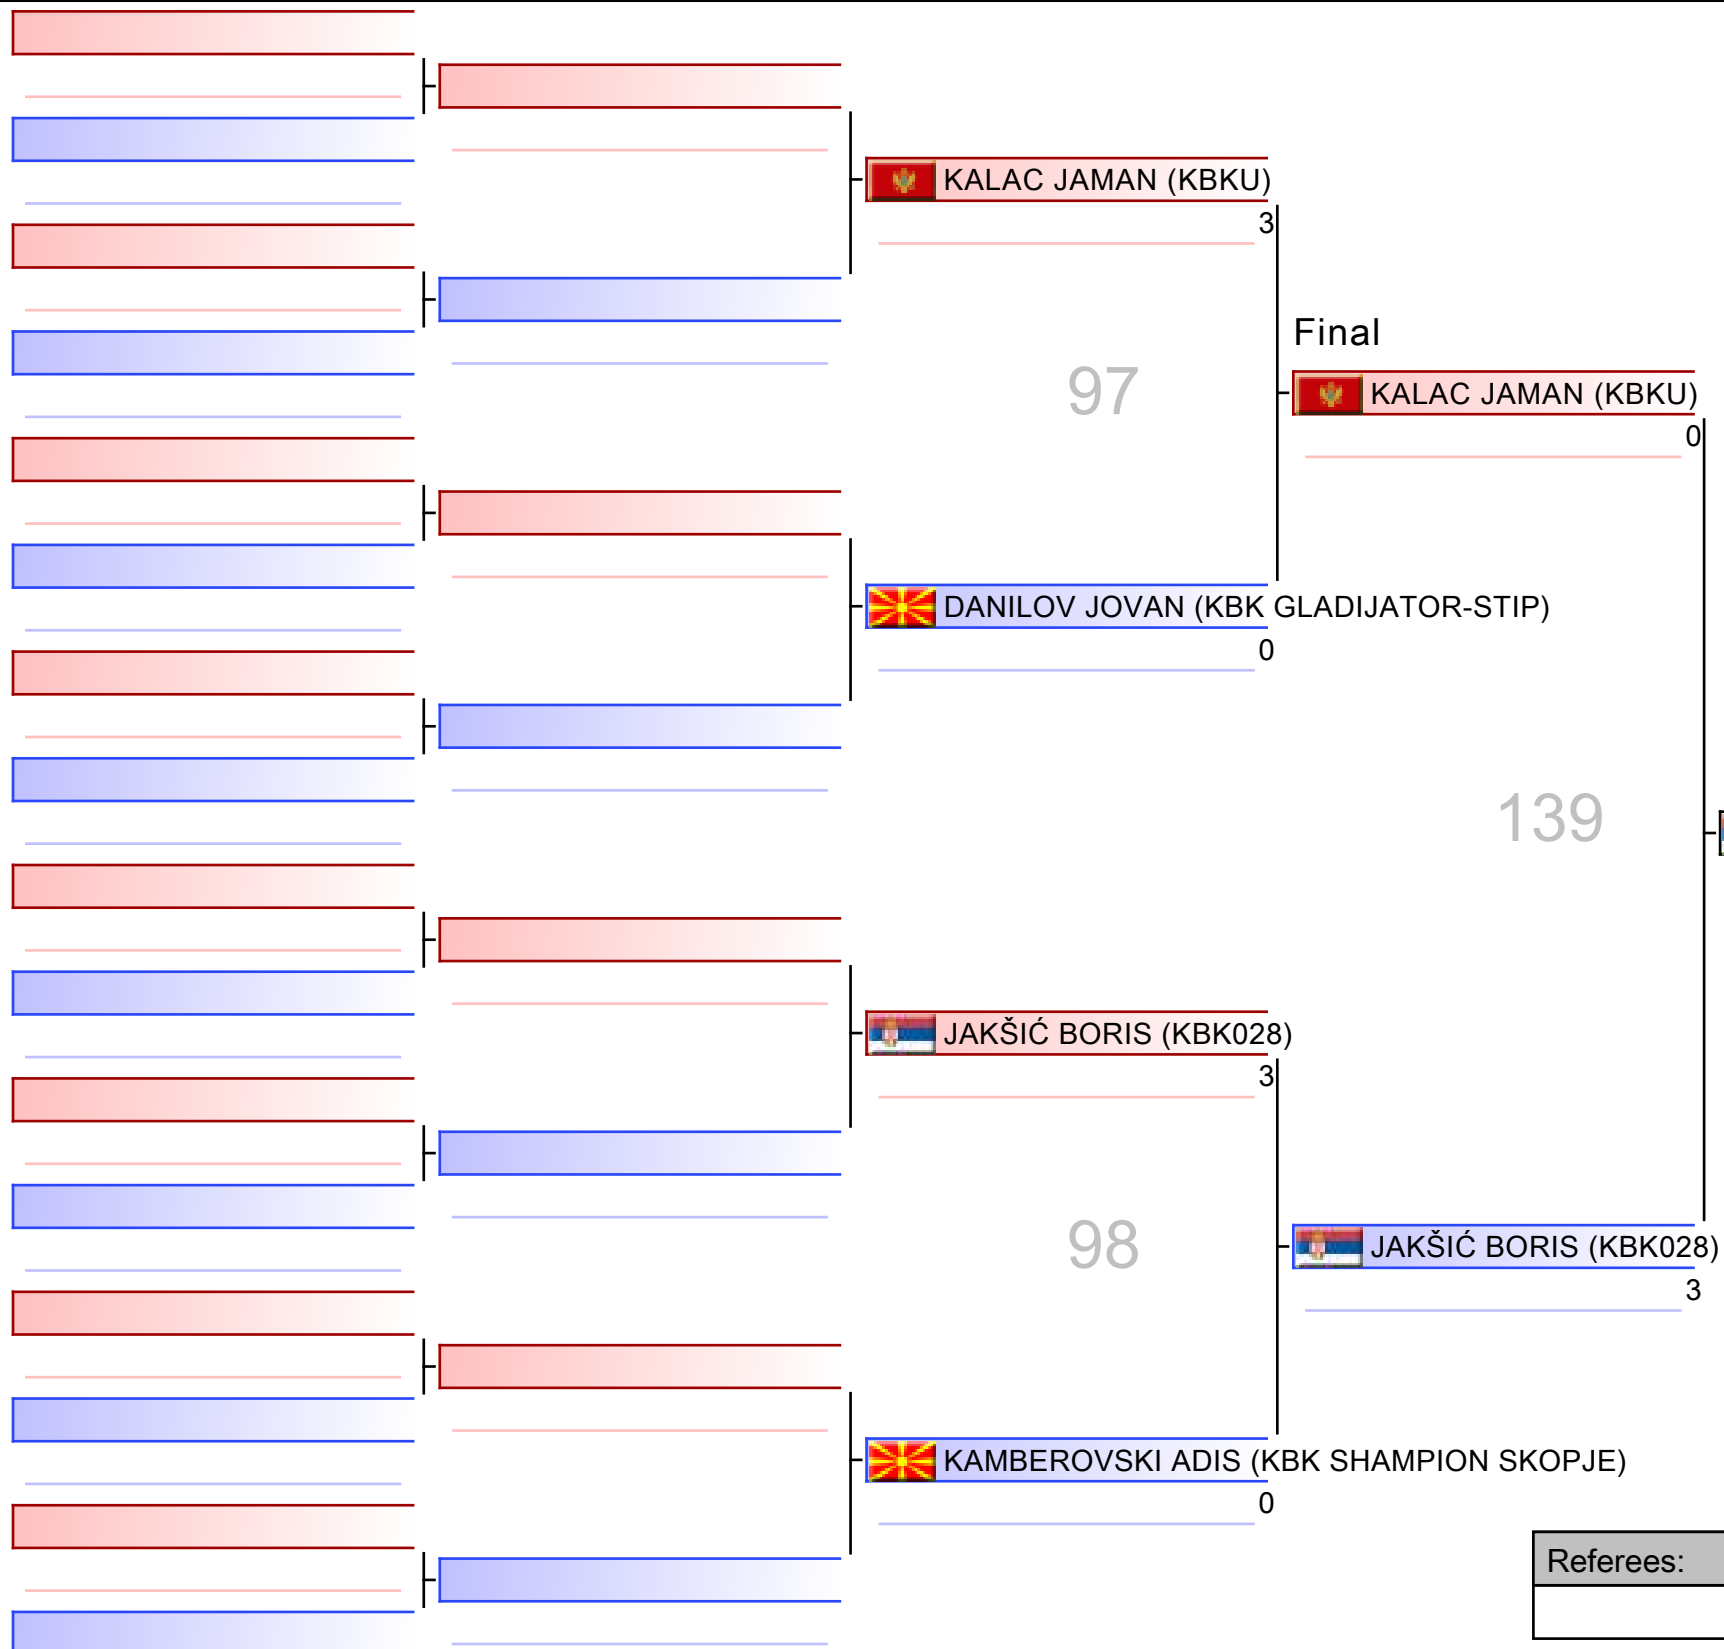 KALAC JAMAN (KBKU)
3
Final
97
KALAC JAMAN (KBKU)
0
DANILOV JOVAN (KBK GLADIJATOR-STIP)
0
139
JAKŠIĆ BORIS (KBK028)
3
98
JAKŠIĆ BORIS (KBK028)
3
KAMBEROVSKI ADIS (KBK SHAMPION SKOPJE)
0
Referees: